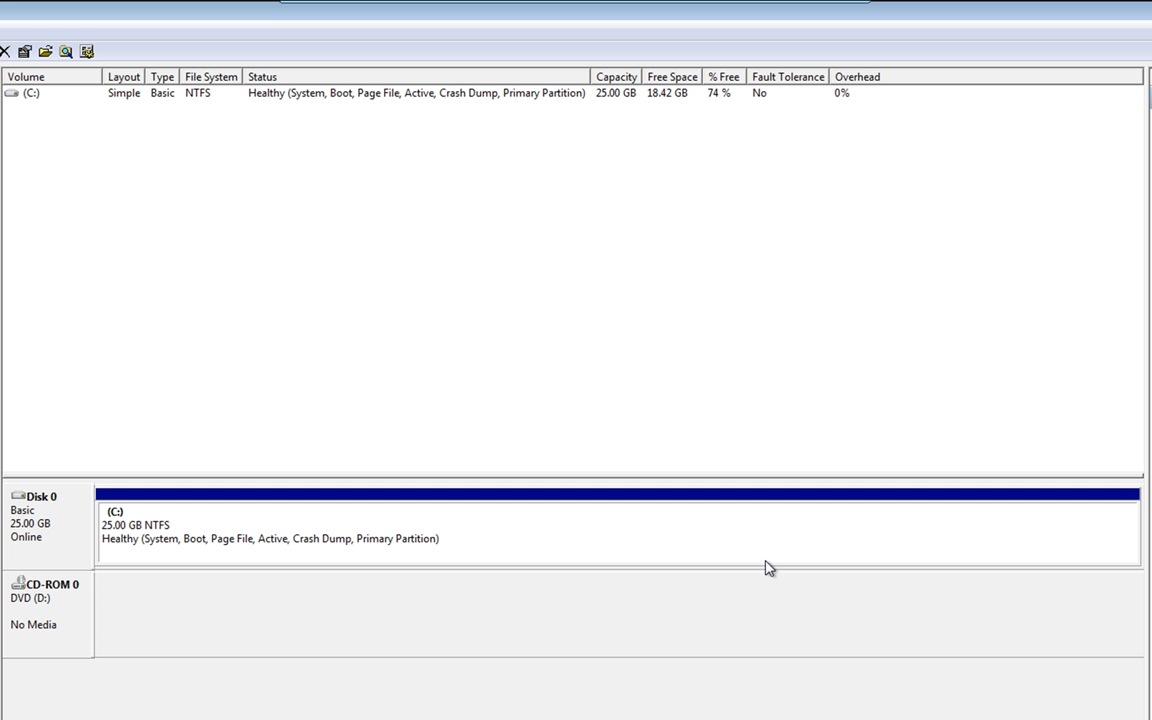 Volume Layout Type File System Status Capacity Free Space % Free Fault Tolerance Overhead
(C:) Simple Basic NTFS Healthy (System, Boot, Page File, Active, Crash Dump, Primary Partition) 25.00 GB 18.42 GB 74 % No 0%
Disk 0
Basic
25.00 GB
Online
(C:)
25.00 GB NTFS
Healthy (System, Boot, Page File, Active, Crash Dump, Primary Partition)
CD-ROM 0
DVD (D:)
No Media